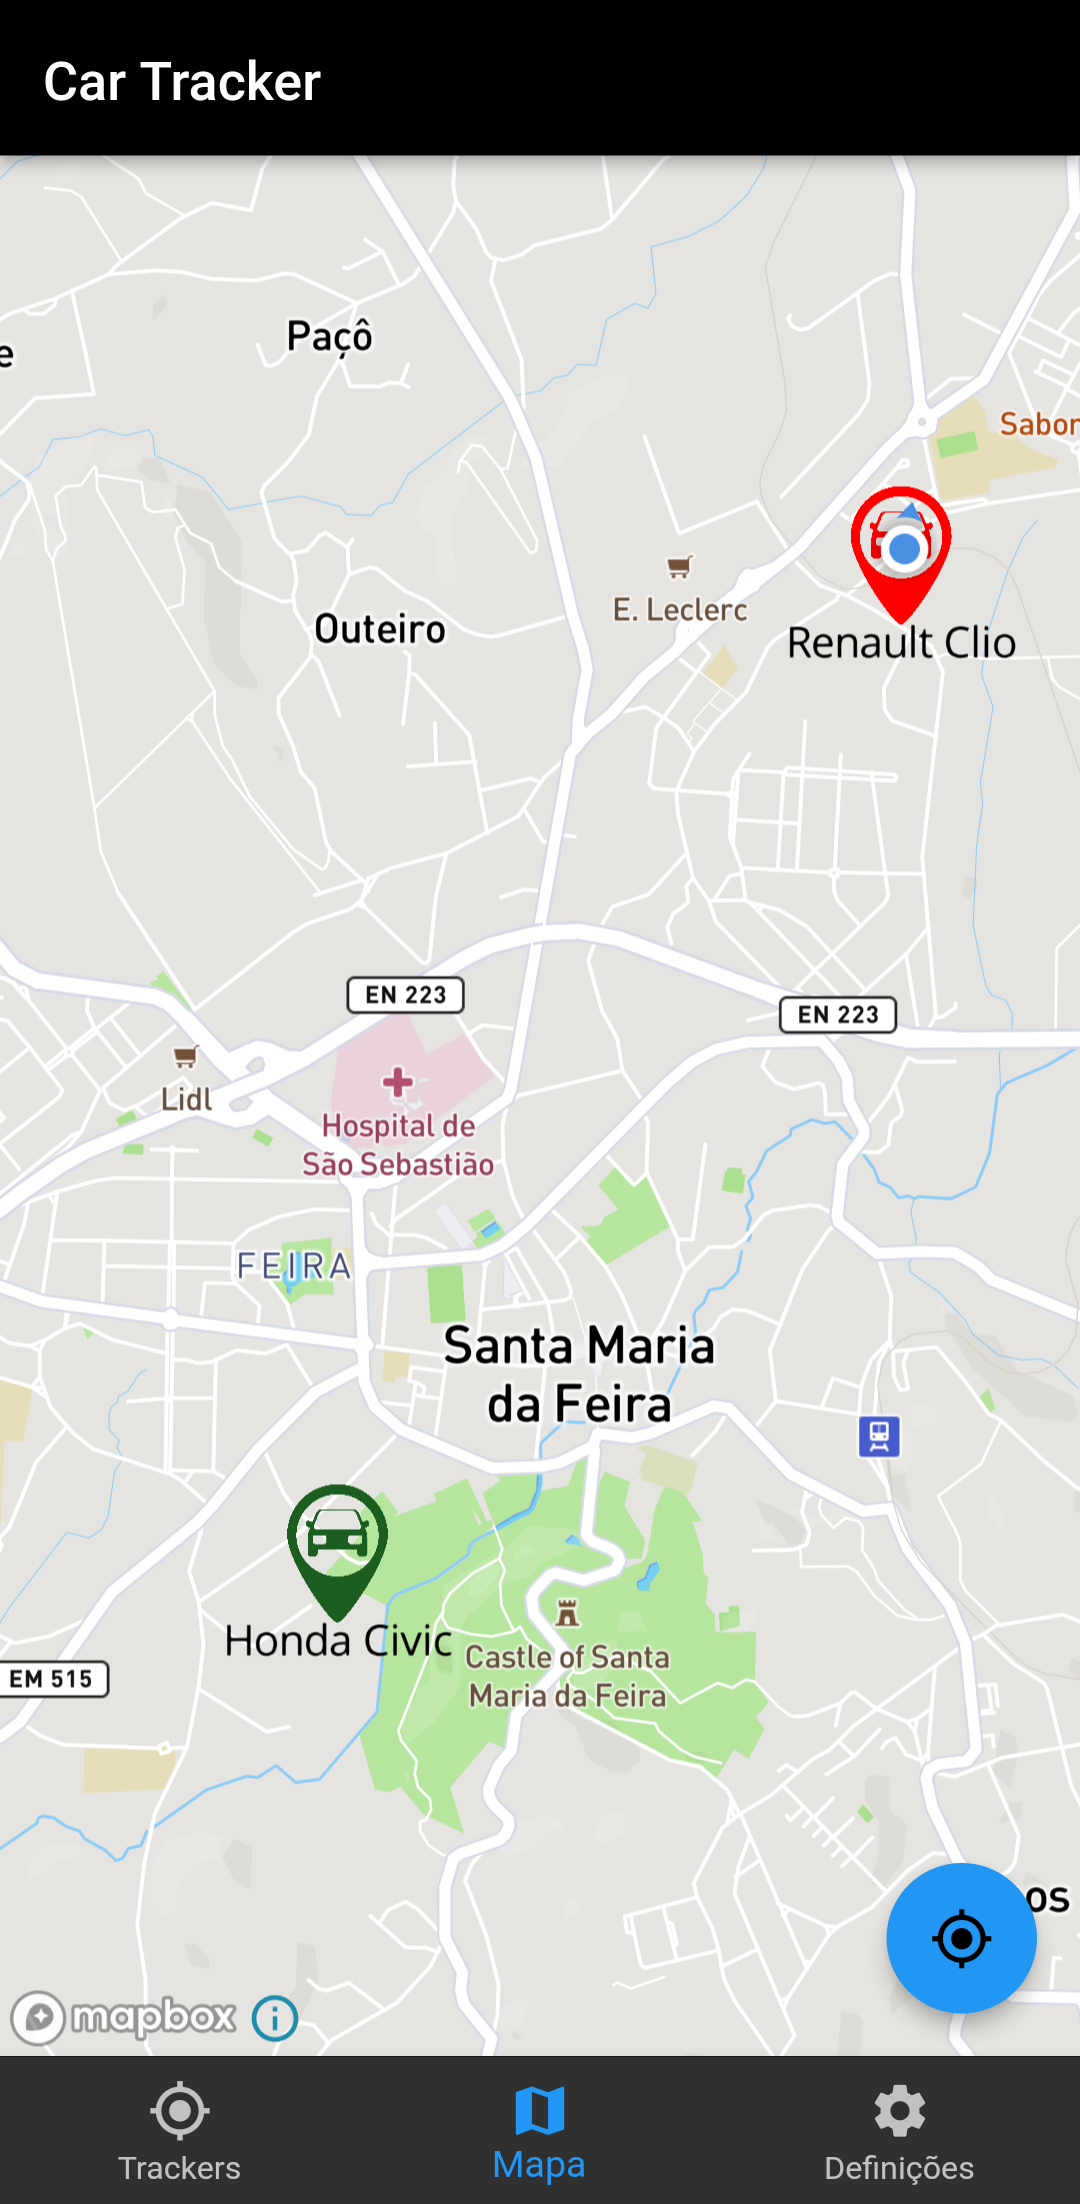 Car Tracker
Paçô
e
Sabor
E. Leclerc
Outeiro
Renault Clio
EN 223
EN 223
Lidl
Hospital de
São Sebastião
FEIRA
Santa Maria
da Feira
Honda Civic
Castle of Santa
Maria da Feira
EM 515
os
mapbox
Trackers
Mapa
Definições